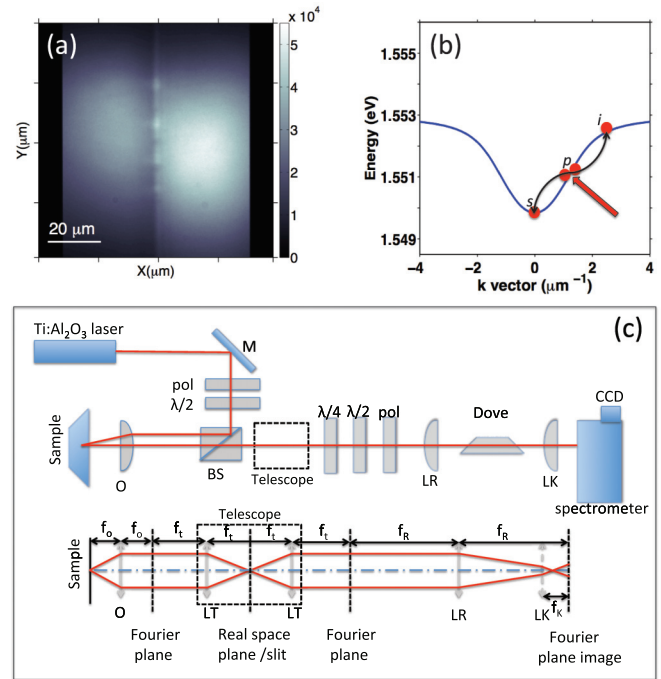 (a)
x 10⁴
5
4
3
2
1
0
Y(μm)
20 μm
X(μm)
(b)
1.555
1.553
1.551
1.549
Energy (eV)
s
p
i
−4
−2
0
2
4
k vector (μm⁻¹)
(c)
Ti:Al₂O₃ laser
M
pol
λ/2
Sample
O
BS
Telescope
λ/4
λ/2
pol
LR
Dove
LK
CCD
spectrometer
Telescope
Sample
fₒ
fₒ
fₜ
fₜ
fₜ
fₜ
f_R
f_R
f_K
O
LT
LT
LR
LK
Fourier
plane
Real space
plane /slit
Fourier
plane
Fourier
plane image